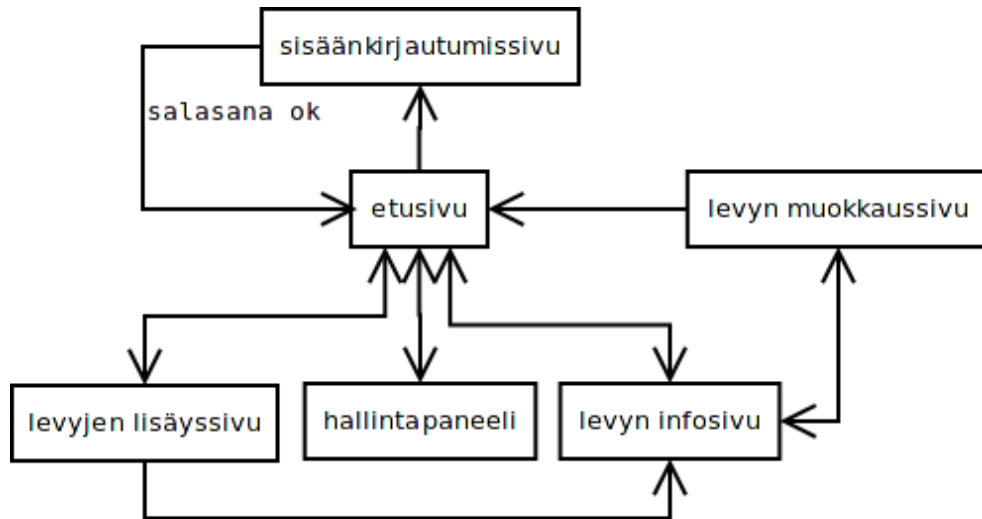 sisäänkirjautumissivu
salasana ok
etusivu
levyn muokkaussivu
levyjen lisäyssivu
hallintapaneeli
levyn infosivu